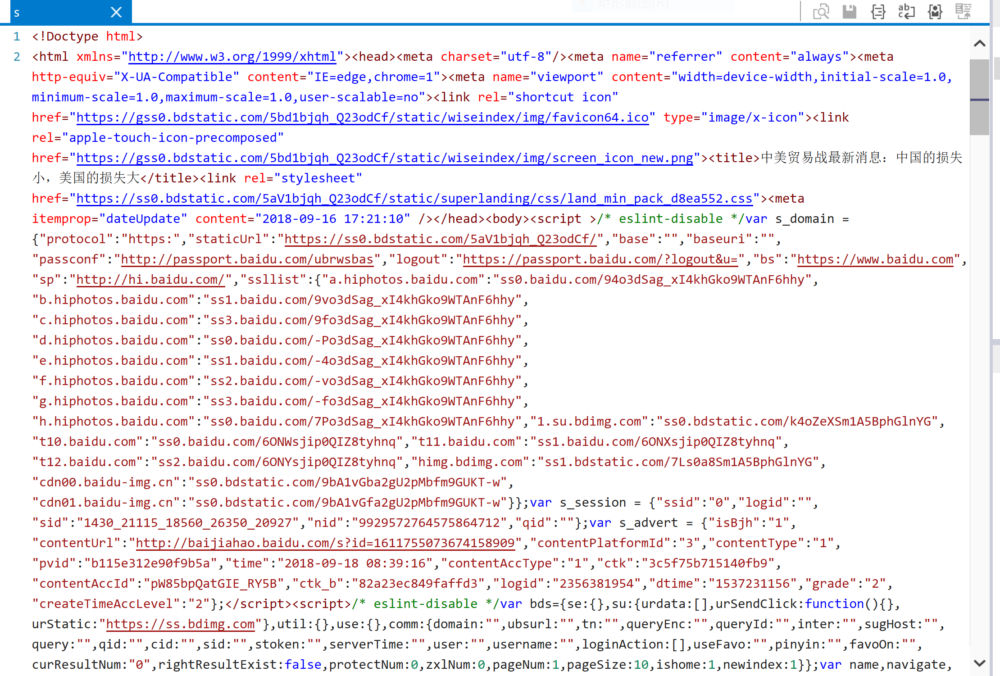 s
1 <!Doctype html>
2 <html xmlns="http://www.w3.org/1999/xhtml"><head><meta charset="utf-8"/><meta name="referrer" content="always"><meta
http-equiv="X-UA-Compatible" content="IE=edge,chrome=1"><meta name="viewport" content="width=device-width,initial-scale=1.0,
minimum-scale=1.0,maximum-scale=1.0,user-scalable=no"><link rel="shortcut icon"
href="https://gss0.bdstatic.com/5bd1bjqh_Q23odCf/static/wiseindex/img/favicon64.ico" type="image/x-icon"><link
rel="apple-touch-icon-precomposed"
href="https://gss0.bdstatic.com/5bd1bjqh_Q23odCf/static/wiseindex/img/screen_icon_new.png"><title>中美贸易战最新消息：中国的损失
小，美国的损失大</title><link rel="stylesheet"
href="https://ss0.bdstatic.com/5aV1bjqh_Q23odCf/static/superlanding/css/land_min_pack_d8ea552.css"><meta
itemprop="dateUpdate" content="2018-09-16 17:21:10" /></head><body><script >/* eslint-disable */var s_domain =
{"protocol":"https:","staticUrl":"https://ss0.bdstatic.com/5aV1bjqh_Q23odCf/","base":"","baseuri":"",
"passconf":"http://passport.baidu.com/ubrwsbas","logout":"https://passport.baidu.com/?logout&u=","bs":"https://www.baidu.com",
"sp":"http://hi.baidu.com/","ssllist":{"a.hiphotos.baidu.com":"ss0.baidu.com/94o3dSag_xI4khGko9WTAnF6hhy",
"b.hiphotos.baidu.com":"ss1.baidu.com/9vo3dSag_xI4khGko9WTAnF6hhy",
"c.hiphotos.baidu.com":"ss3.baidu.com/9fo3dSag_xI4khGko9WTAnF6hhy",
"d.hiphotos.baidu.com":"ss0.baidu.com/-Po3dSag_xI4khGko9WTAnF6hhy",
"e.hiphotos.baidu.com":"ss1.baidu.com/-4o3dSag_xI4khGko9WTAnF6hhy",
"f.hiphotos.baidu.com":"ss2.baidu.com/-vo3dSag_xI4khGko9WTAnF6hhy",
"g.hiphotos.baidu.com":"ss3.baidu.com/-fo3dSag_xI4khGko9WTAnF6hhy",
"h.hiphotos.baidu.com":"ss0.baidu.com/7Po3dSag_xI4khGko9WTAnF6hhy","1.su.bdimg.com":"ss0.bdstatic.com/k4oZeXSm1A5BphGlnYG",
"t10.baidu.com":"ss0.baidu.com/6ONWsjip0QIZ8tyhnq","t11.baidu.com":"ss1.baidu.com/6ONXsjip0QIZ8tyhnq",
"t12.baidu.com":"ss2.baidu.com/6ONYsjip0QIZ8tyhnq","himg.bdimg.com":"ss1.bdstatic.com/7Ls0a8Sm1A5BphGlnYG",
"cdn00.baidu-img.cn":"ss0.bdstatic.com/9bA1vGba2gU2pMbfm9GUKT-w",
"cdn01.baidu-img.cn":"ss0.bdstatic.com/9bA1vGfa2gU2pMbfm9GUKT-w"}};var s_session = {"ssid":"0","logid":"",
"sid":"1430_21115_18560_26350_20927","nid":"9929572764575864712","qid":""};var s_advert = {"isBjh":"1",
"contentUrl":"http://baijiahao.baidu.com/s?id=1611755073674158909","contentPlatformId":"3","contentType":"1",
"pvid":"b115e312e90f9b5a","time":"2018-09-18 08:39:16","contentAccType":"1","ctk":"3c5f75b715140fb9",
"contentAccId":"pW85bpQatGIE_RY5B","ctk_b":"82a23ec849faffd3","logid":"2356381954","dtime":"1537231156","grade":"2",
"createTimeAccLevel":"2"};</script><script>/* eslint-disable */var bds={se:{},su:{urdata:[],urSendClick:function(){},
urStatic:"https://ss.bdimg.com"},util:{},use:{},comm:{domain:"",ubsurl:"",tn:"",queryEnc:"",queryId:"",inter:"",sugHost:"",
query:"",qid:"",cid:"",sid:"",stoken:"",serverTime:"",user:"",username:"",loginAction:[],useFavo:"",pinyin:"",favoOn:"",
curResultNum:"0",rightResultExist:false,protectNum:0,zxlNum:0,pageNum:1,pageSize:10,ishome:1,newindex:1}};var name,navigate,